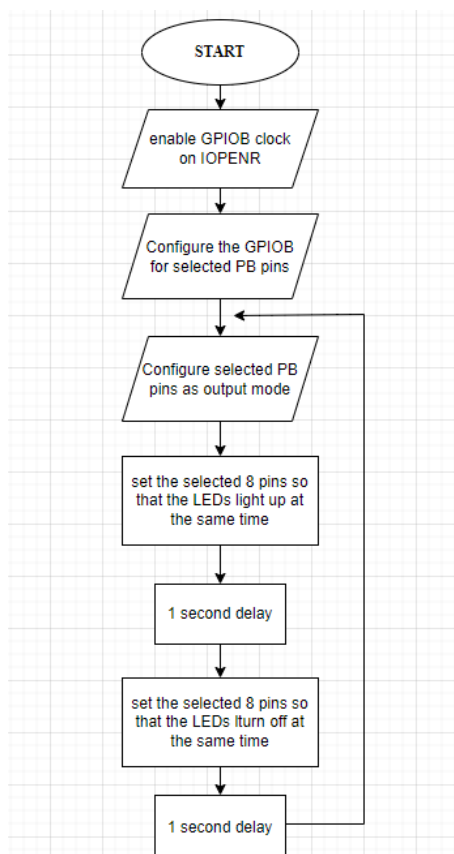 START
enable GPIOB clock
on IOPENR
Configure the GPIOB
for selected PB pins
Configure selected PB
pins as output mode
set the selected 8 pins so
that the LEDs light up at
the same time
1 second delay
set the selected 8 pins so
that the LEDs lturn off at
the same time
1 second delay